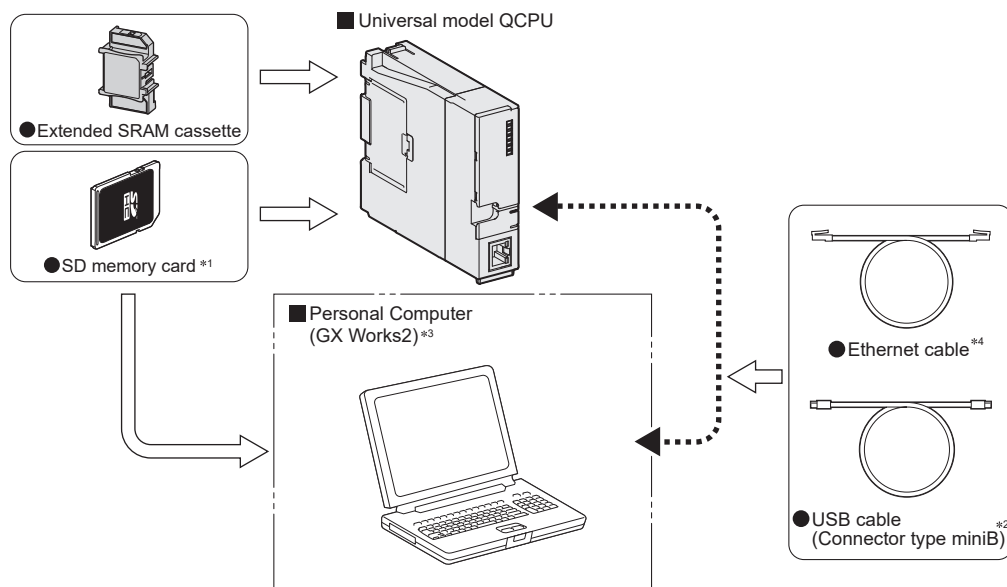 ■ Universal model QCPU
●Extended SRAM cassette
●SD memory card *1
■ Personal Computer
(GX Works2)*3
●Ethernet cable*4
●USB cable
(Connector type miniB)*2